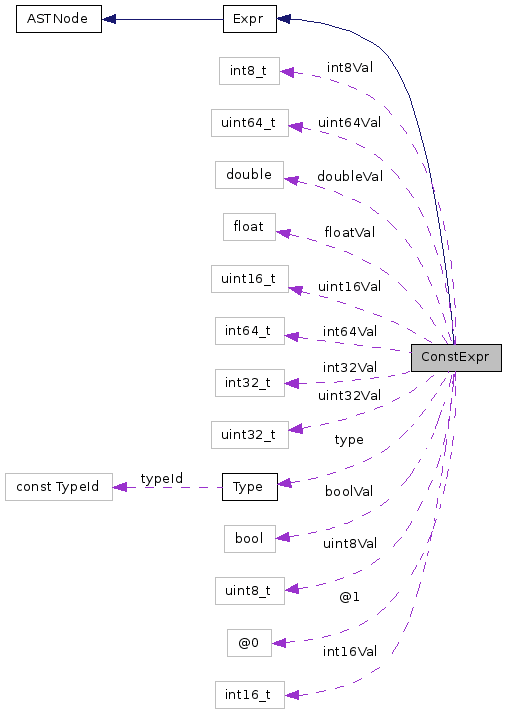 ASTNode
Expr
int8_t
int8Val
uint64_t
uint64Val
double
doubleVal
float
floatVal
uint16_t
uint16Val
int64_t
int64Val
ConstExpr
int32_t
int32Val
uint32Val
uint32_t
type
const TypeId
typeId
Type
boolVal
bool
uint8Val
uint8_t
@1
@0
int16Val
int16_t